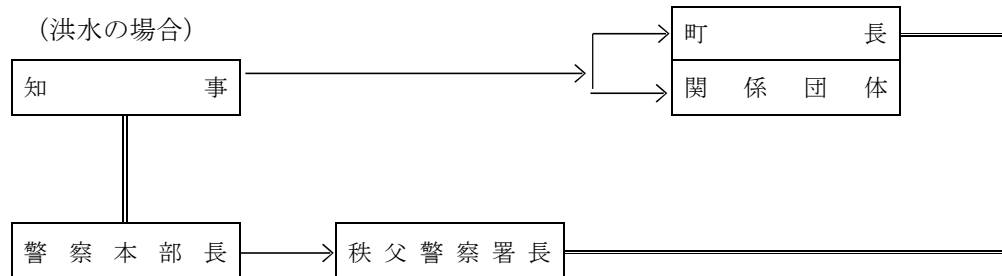 (洪水の場合)
町長
知事
関係団体
警察本部長
秩父警察署長